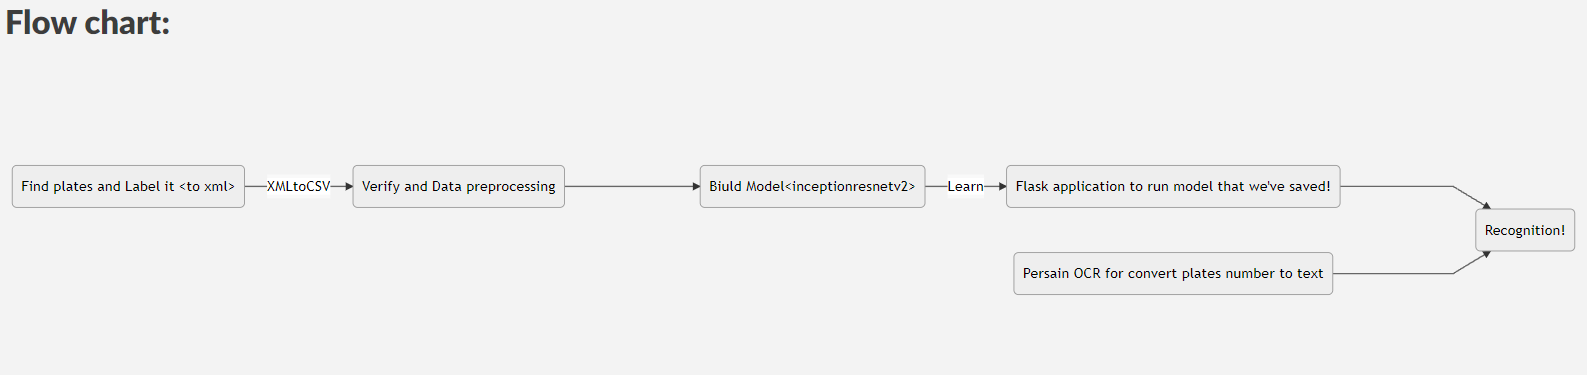 Flow chart:
Find plates and Label it <to xml>
XMLtoCSV
Verify and Data preprocessing
Biuld Model<inceptionresnetv2>
Learn
Flask application to run model that we've saved!
Recognition!
Persain OCR for convert plates number to text